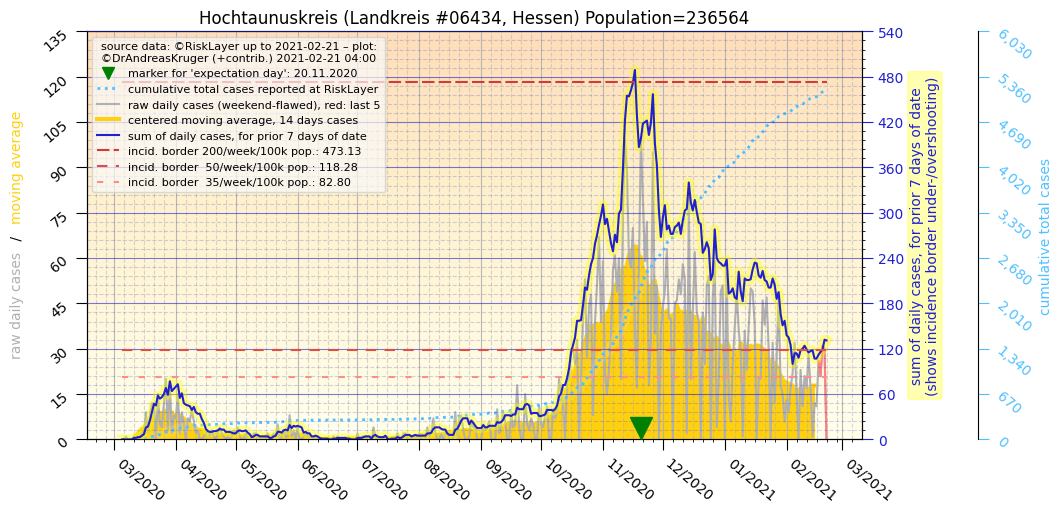 Hochtaunuskreis (Landkreis #06434, Hessen) Population=236564
source data: ©RiskLayer up to 2021-02-21 – plot:
©DrAndreasKruger (+contrib.) 2021-02-21 04:00
marker for 'expectation day': 20.11.2020
cumulative total cases reported at RiskLayer
raw daily cases (weekend-flawed), red: last 5
centered moving average, 14 days cases
sum of daily cases, for prior 7 days of date
incid. border 200/week/100k pop.: 473.13
incid. border  50/week/100k pop.: 118.28
incid. border  35/week/100k pop.: 82.80
raw daily cases / moving average
135
120
105
90
75
60
45
30
15
0
03/2020
04/2020
05/2020
06/2020
07/2020
08/2020
09/2020
10/2020
11/2020
12/2020
01/2021
02/2021
03/2021
540
480
420
360
300
240
180
120
60
0
sum of daily cases, for prior 7 days of date
(shows incidence border under-/overshooting)
6,030
5,360
4,690
4,020
3,350
2,680
2,010
1,340
670
0
cumulative total cases